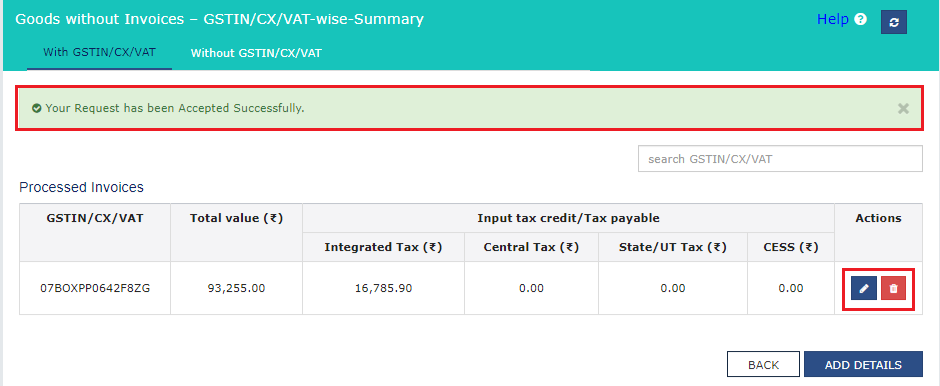 Goods without Invoices – GSTIN/CX/VAT-wise-Summary
Help
With GSTIN/CX/VAT
Without GSTIN/CX/VAT
Your Request has been Accepted Successfully.
search GSTIN/CX/VAT
Processed Invoices
GSTIN/CX/VAT Total value (₹) Input tax credit/Tax payable Actions
Integrated Tax (₹) Central Tax (₹) State/UT Tax (₹) CESS (₹)
07BOXPP0642F8ZG 93,255.00 16,785.90 0.00 0.00 0.00
BACK ADD DETAILS